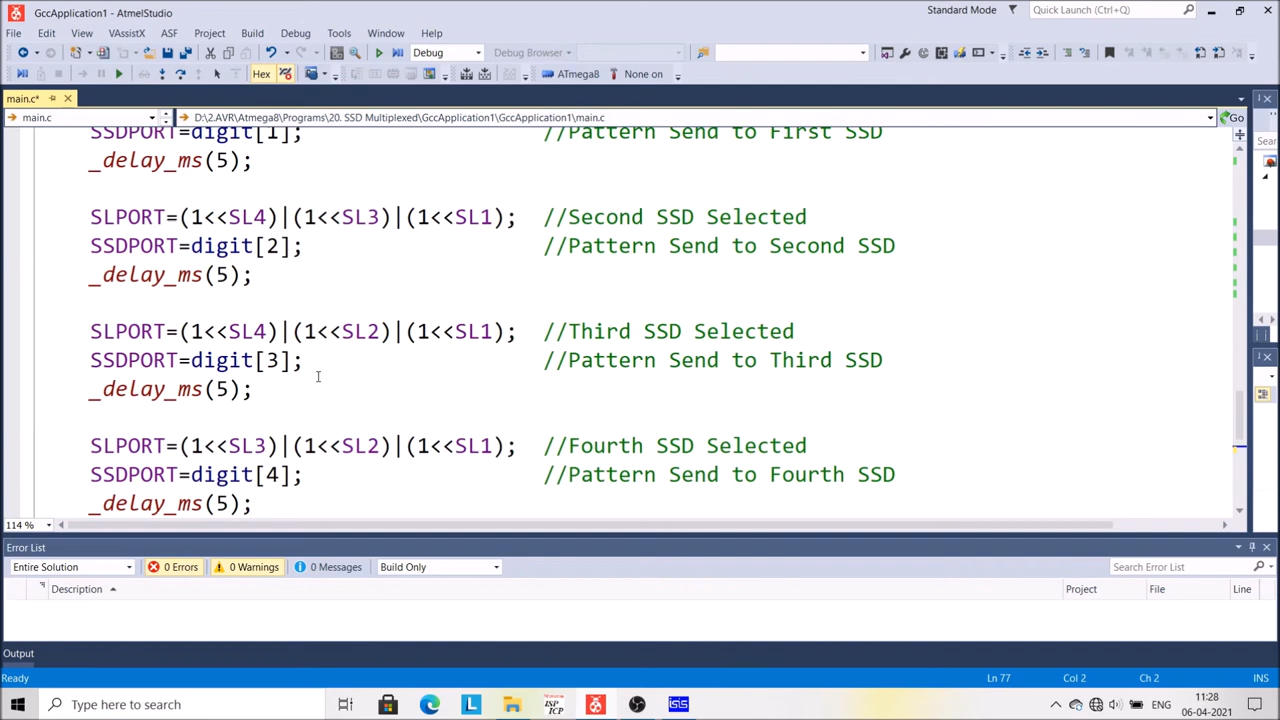 GccApplication1 - AtmelStudio
Standard Mode
Quick Launch (Ctrl+Q)
File Edit View VAssistX ASF Project Build Debug Tools Window Help
Debug
Debug Browser
Hex
ATmega8
None on
main.c*
main.c
D:\2.AVR\Atmega8\Programs\20. SSD Multiplexed\GccApplication1\GccApplication1\main.c
Go
SSDPORT=digit[1]; //Pattern Send to First SSD
_delay_ms(5);
SLPORT=(1<<SL4)|(1<<SL3)|(1<<SL1); //Second SSD Selected
SSDPORT=digit[2]; //Pattern Send to Second SSD
_delay_ms(5);
SLPORT=(1<<SL4)|(1<<SL2)|(1<<SL1); //Third SSD Selected
SSDPORT=digit[3]; //Pattern Send to Third SSD
_delay_ms(5);
SLPORT=(1<<SL3)|(1<<SL2)|(1<<SL1); //Fourth SSD Selected
SSDPORT=digit[4]; //Pattern Send to Fourth SSD
_delay_ms(5);
Sear
114 %
Error List
Entire Solution
0 Errors
0 Warnings
0 Messages
Build Only
Search Error List
Description
Project
File
Line
Output
Ready
Ln 77
Col 2
Ch 2
INS
Type here to search
L
ISP
ICP
isis
ENG
11:28
06-04-2021